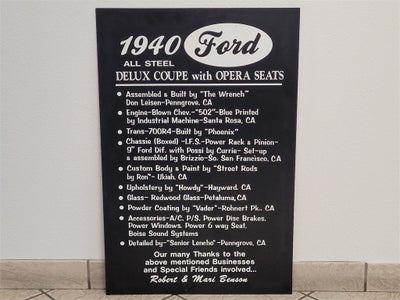 1940 Ford
ALL STEEL
DELUX COUPE with OPERA SEATS
• Assembled & Built by "The Wrench"
Don Leisen-Penngrove, CA
• Engine-Blown Chev.-"502"-Blue Printed
by Industrial Machine-Santa Rosa, CA
• Trans-700R4-Built by "Phoenix"
• Chassie (Boxed) -I.F.S.-Power Rack & Pinion-
9" Ford Dif. with Possi by Currie- Set-up
& assembled by Brizzio-So. San Francisco, CA
• Custom Body & Paint by "Street Rods
by Ron"- Ukiah, CA
• Upholstery by "Howdy"-Hayward, CA
• Glass- Redwood Glass-Petaluma, CA
• Powder Coating by "Vader"-Rohnert Pk.. CA
• Accessories-A/C, P/S, Power Disc Brakes,
Power Windows, Power 6 way Seat,
Boise Sound Systems
• Detailed by-"Senior Lencho"-Penngrove, CA
Our many Thanks to the
above mentioned Businesses
and Special Friends involved...
Robert & Mari Benson